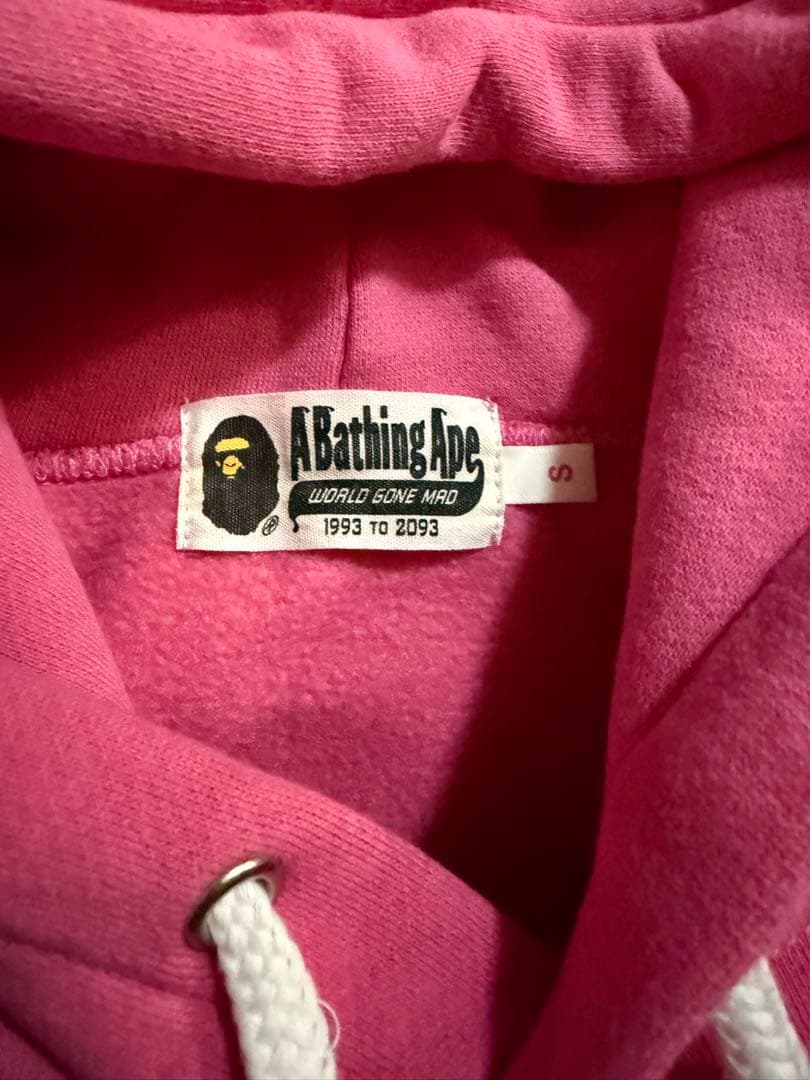 A Bathing Ape
WORLD GONE MAD
1993 TO 2093
®
S